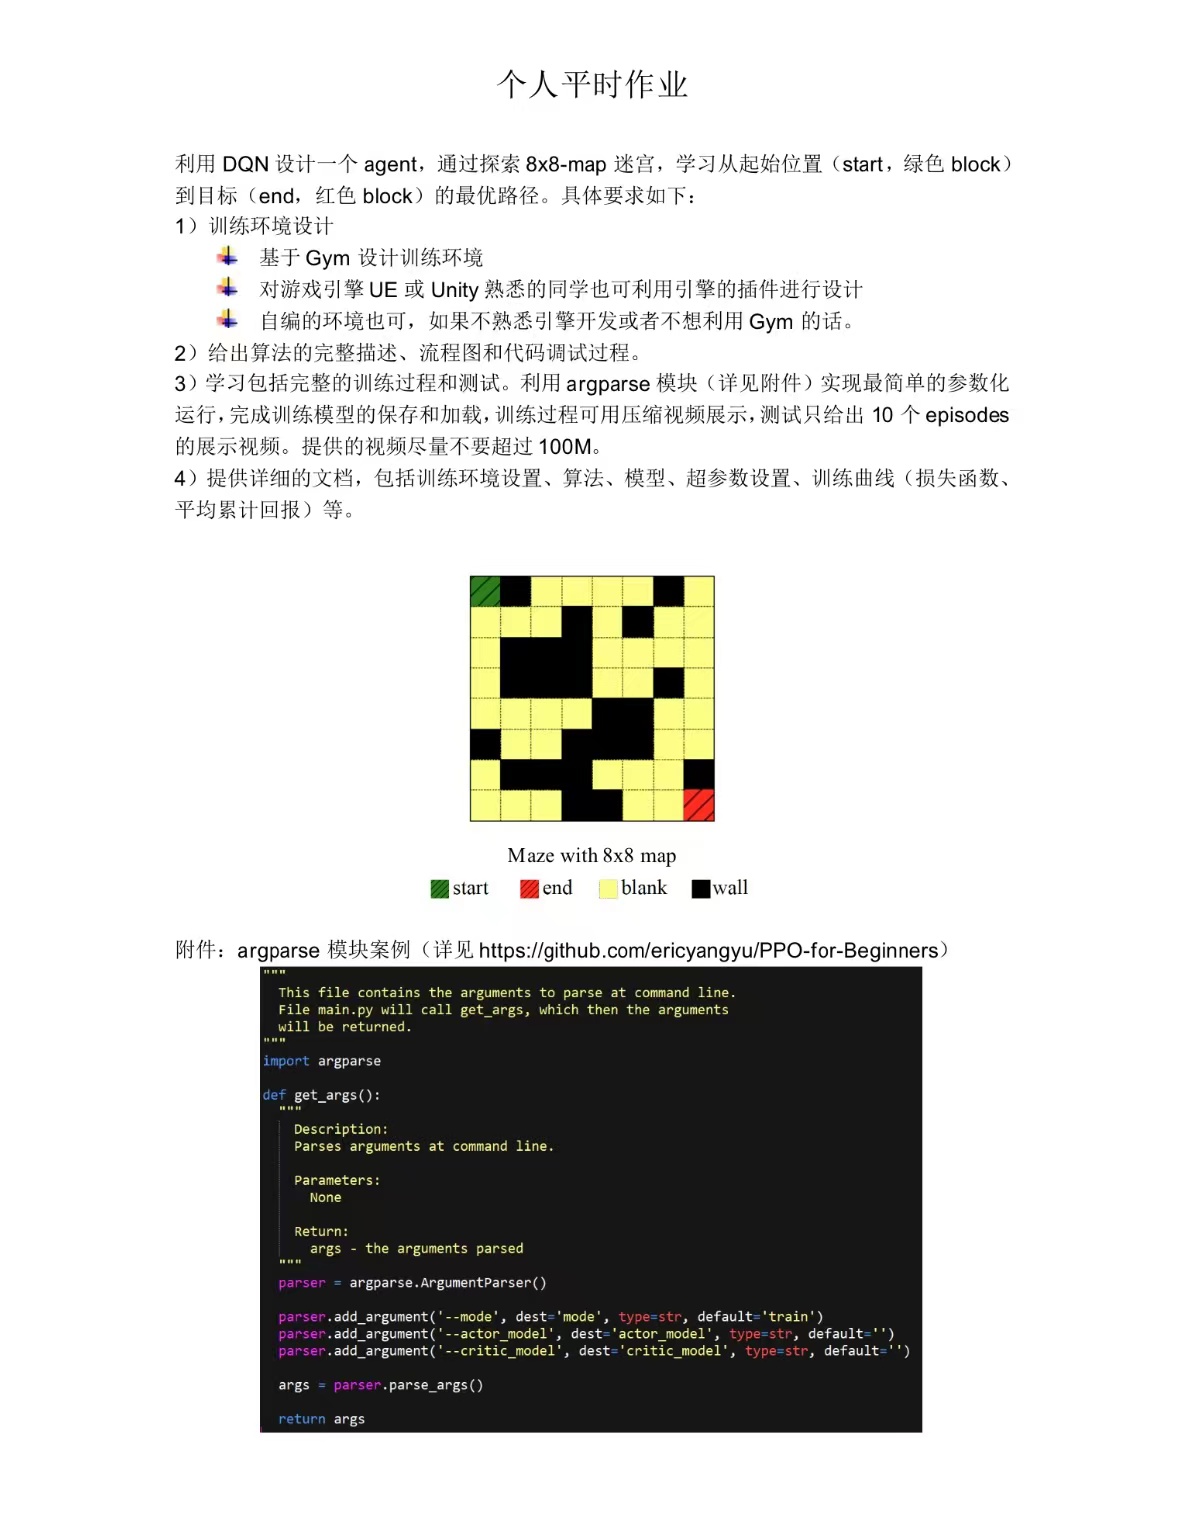 个人平时作业
利用 DQN 设计一个 agent，通过探索 8x8-map 迷宫，学习从起始位置（start，绿色 block）
到目标（end，红色 block）的最优路径。具体要求如下：
1）训练环境设计
基于 Gym 设计训练环境
对游戏引擎 UE 或 Unity 熟悉的同学也可利用引擎的插件进行设计
自编的环境也可，如果不熟悉引擎开发或者不想利用 Gym 的话。
2）给出算法的完整描述、流程图和代码调试过程。
3）学习包括完整的训练过程和测试。利用 argparse 模块（详见附件）实现最简单的参数化
运行，完成训练模型的保存和加载，训练过程可用压缩视频展示，测试只给出 10 个 episodes
的展示视频。提供的视频尽量不要超过 100M。
4）提供详细的文档，包括训练环境设置、算法、模型、超参数设置、训练曲线（损失函数、
平均累计回报）等。
Maze with 8x8 map
start end blank wall
附件：argparse 模块案例（详见 https://github.com/ericyangyu/PPO-for-Beginners）
"""
This file contains the arguments to parse at command line.
File main.py will call get_args, which then the arguments
will be returned.
"""
import argparse
def get_args():
"""
Description:
Parses arguments at command line.
Parameters:
None
Return:
args - the arguments parsed
"""
parser = argparse.ArgumentParser()
parser.add_argument('--mode', dest='mode', type=str, default='train')
parser.add_argument('--actor_model', dest='actor_model', type=str, default='')
parser.add_argument('--critic_model', dest='critic_model', type=str, default='')
args = parser.parse_args()
return args